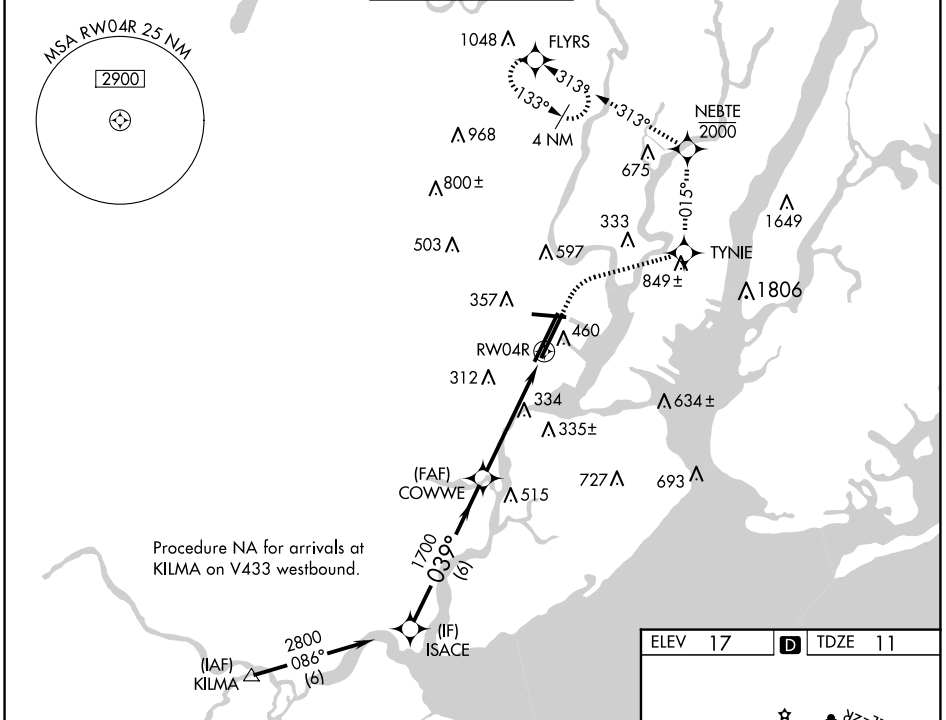 MSA RW04R 25 NM
2900
1048
FLYRS
313°
133°
313°
4 NM
NEBTE
2000
968
675
800±
015°
1649
333
503
597
TYNIE
849±
1806
357
460
RW04R
312
334
634±
335±
(FAF)
COWWE
515
727
693
Procedure NA for arrivals at
KILMA on V433 westbound.
1700
039°
(6)
(IF)
ISACE
2800
086°
(6)
(IAF)
KILMA
ELEV 17 D TDZE 11